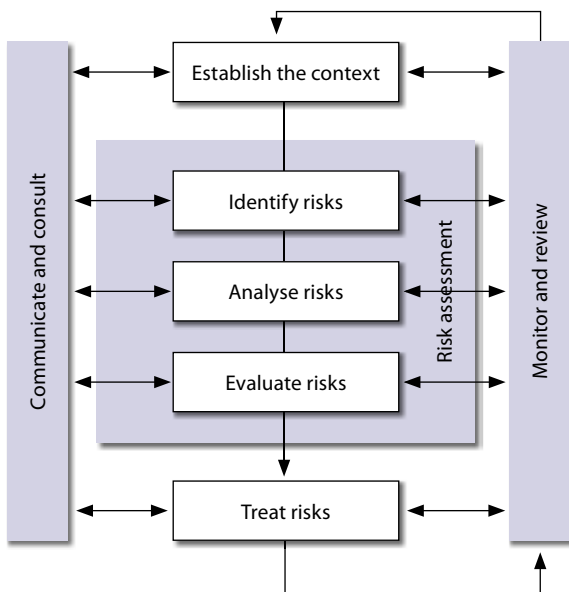 Establish the context
Communicate and consult
Identify risks
Analyse risks
Evaluate risks
Risk assessment
Monitor and review
Treat risks